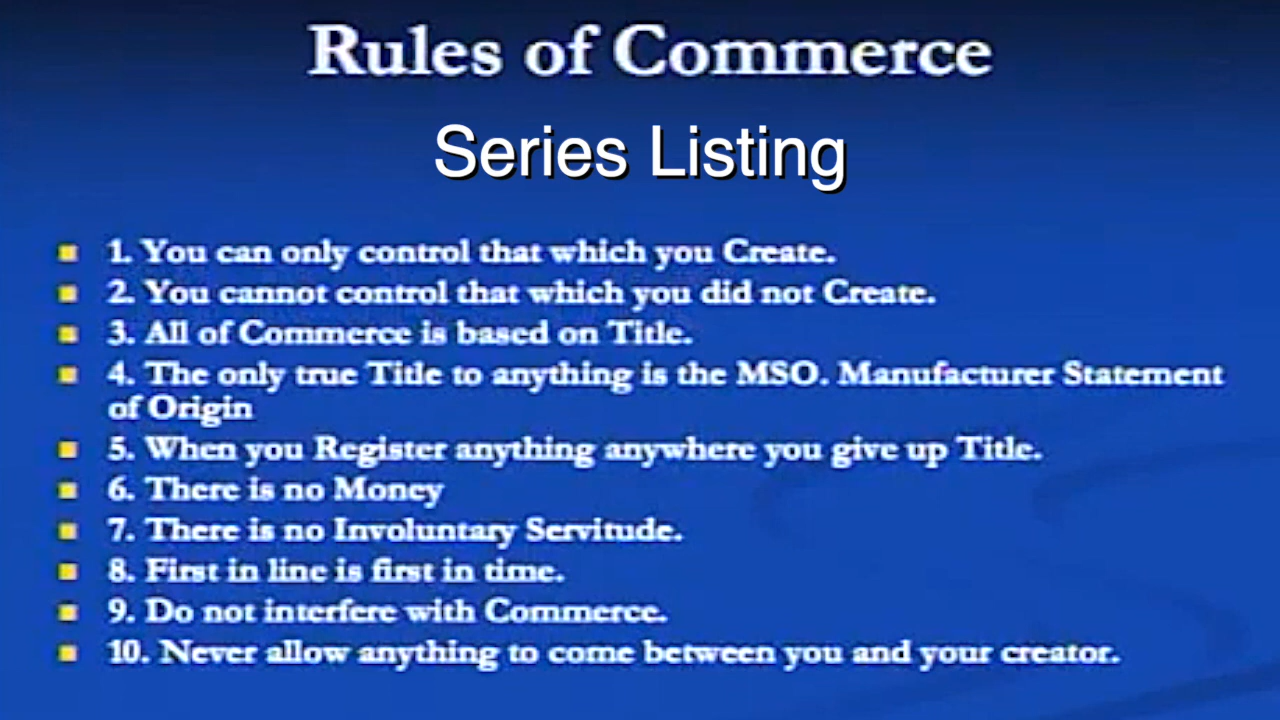 Rules of Commerce
Series Listing
1. You can only control that which you Create.
2. You cannot control that which you did not Create.
3. All of Commerce is based on Title.
4. The only true Title to anything is the MSO. Manufacturer Statement
of Origin
5. When you Register anything anywhere you give up Title.
6. There is no Money
7. There is no Involuntary Servitude.
8. First in line is first in time.
9. Do not interfere with Commerce.
10. Never allow anything to come between you and your creator.